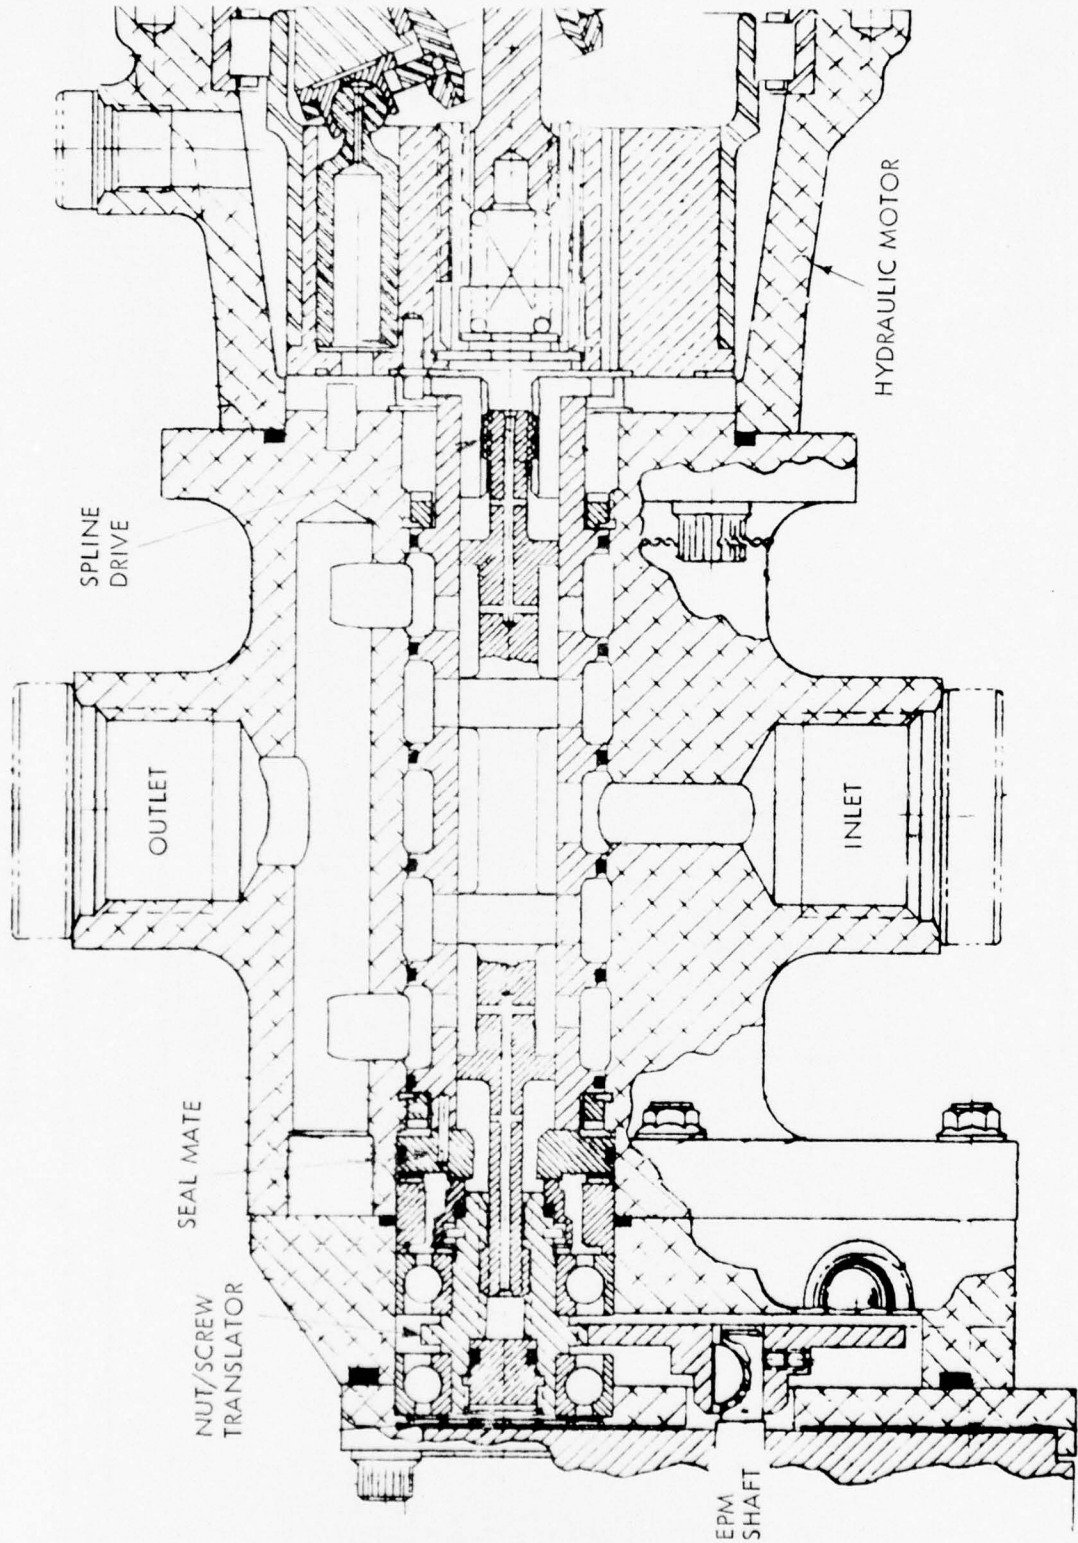 SPLINE
DRIVE
OUTLET
SEAL MATE
NUT/SCREW
TRANSLATOR
HYDRAULIC MOTOR
INLET
EPM
SHAFT